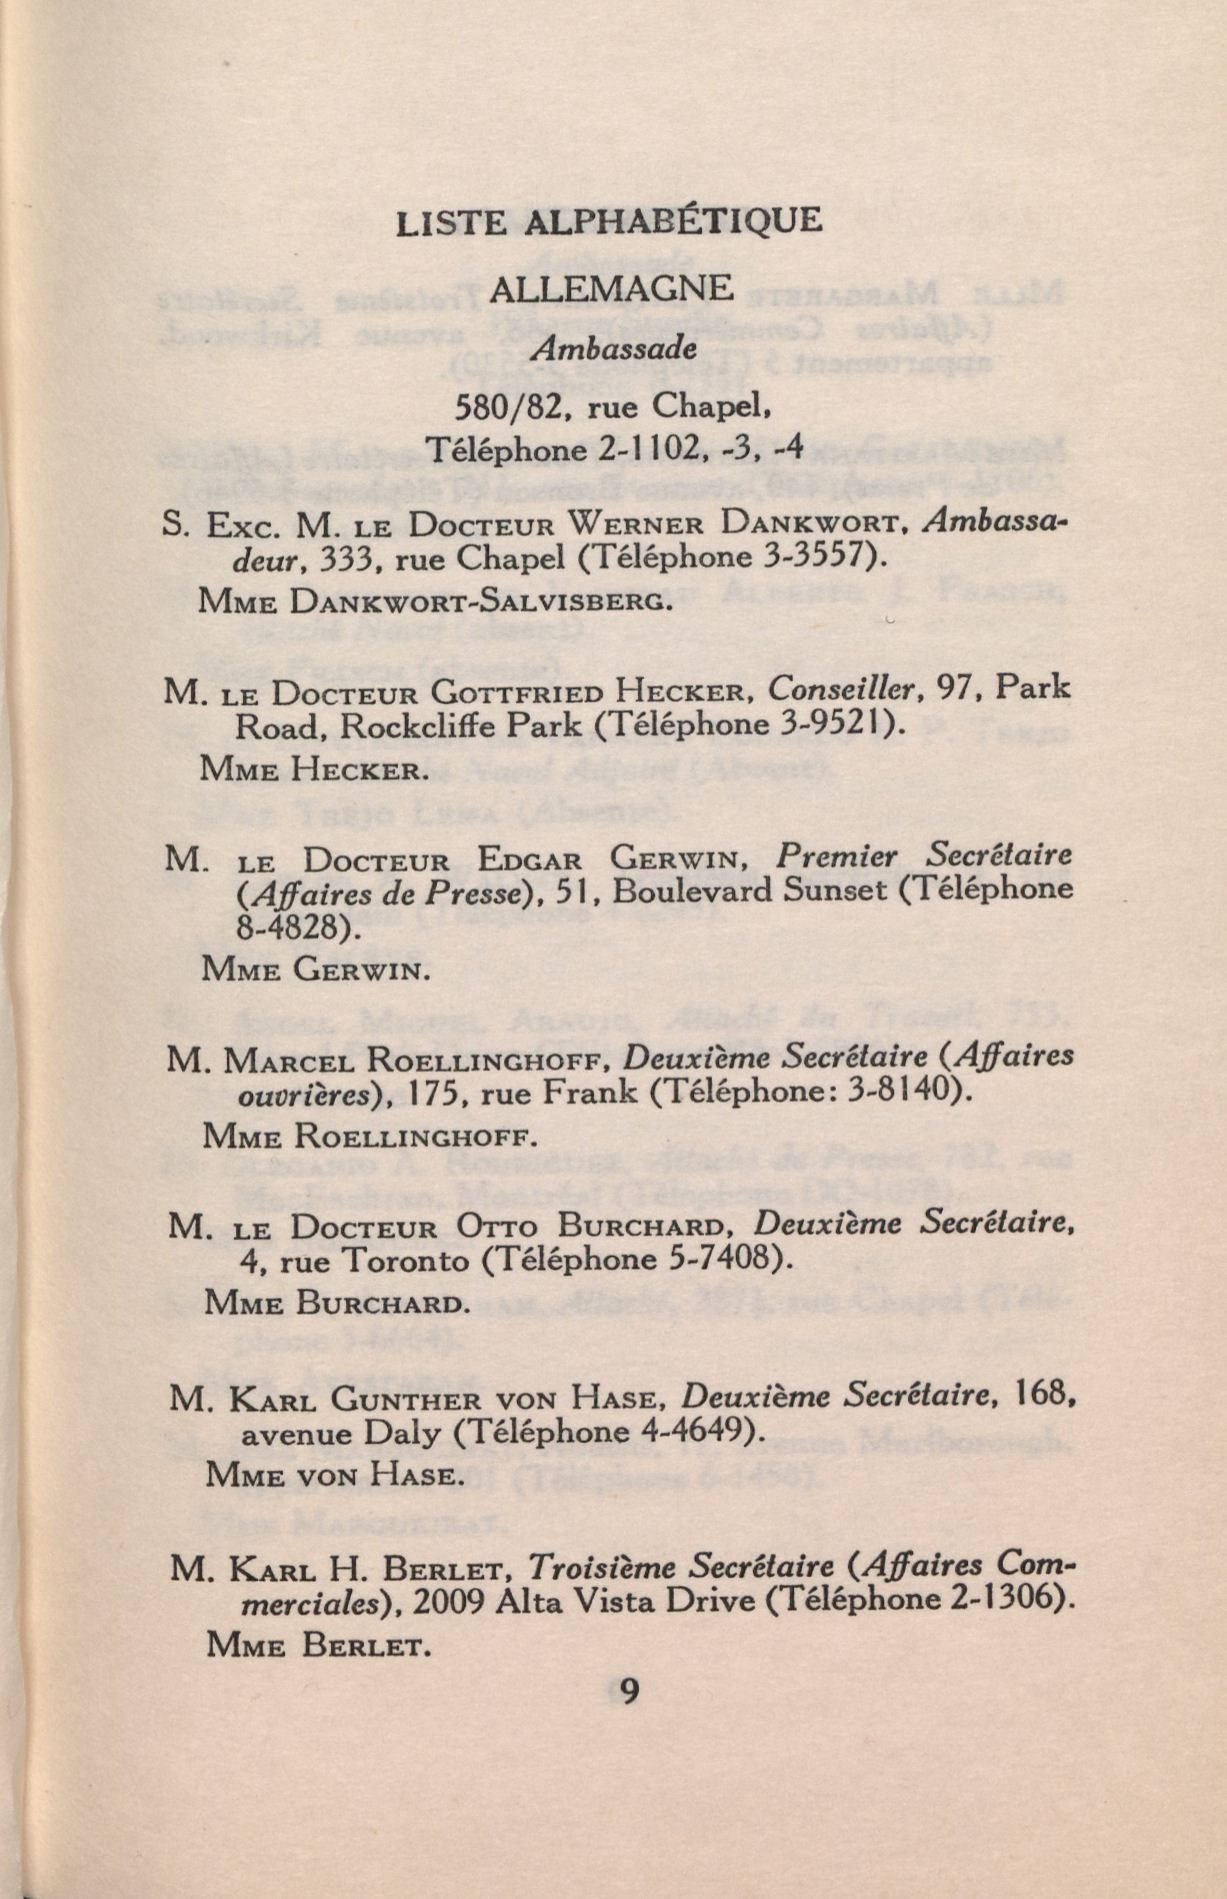 LISTE ALPHABÉTIQUE
ALLEMAGNE
Ambassade
580/82, rue Chapel,
Téléphone 2-1102, -3, -4
S. Exc. M. le Docteur Werner Dankwort, Ambassa-
deur, 333, rue Chapel (Téléphone 3-3557).
Mme Dankwort-Salvisberg.
M. le Docteur Gottfried Hecker, Conseiller, 97, Park
Road, Rockcliffe Park (Téléphone 3-9521).
Mme Hecker.
M. le Docteur Edgar Gerwin, Premier Secrétaire
(Affaires de Presse), 51, Boulevard Sunset (Téléphone
8-4828).
Mme Gerwin.
M. Marcel Roellinghoff, Deuxième Secrétaire (Affaires
ouvrières), 175, rue Frank (Téléphone: 3-8140).
Mme Roellinghoff.
M. le Docteur Otto Burchard, Deuxième Secrétaire,
4, rue Toronto (Téléphone 5-7408).
Mme Burchard.
M. Karl Gunther von Hase, Deuxième Secrétaire, 168,
avenue Daly (Téléphone 4-4649).
Mme von Hase.
M. Karl H. Berlet, Troisième Secrétaire (Affaires Com-
merciales), 2009 Alta Vista Drive (Téléphone 2-1306).
Mme Berlet.
9